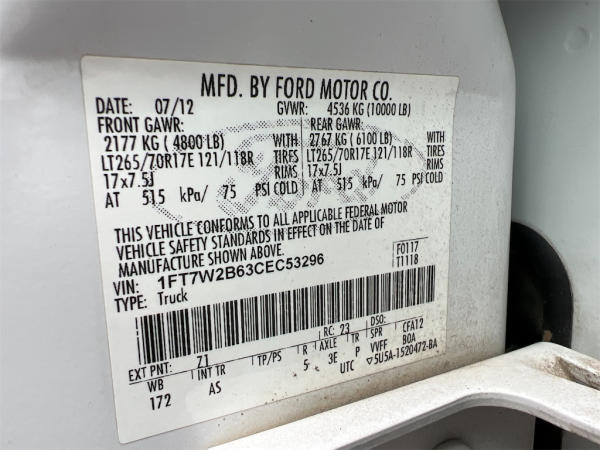 MFD. BY FORD MOTOR CO.
DATE: 07/12 GVWR: 4536 KG (10000 LB)
FRONT GAWR: REAR GAWR:
2177 KG ( 4800 LB) WITH 2767 KG ( 6100 LB) WITH
LT265/70R17E 121/118R TIRES LT265/70R17E 121/118R TIRES
17x7.5J RIMS 17x7.5J RIMS
AT 515 kPa/ 75 PSI COLD AT 515 kPa/ 75 PSI COLD
THIS VEHICLE CONFORMS TO ALL APPLICABLE FEDERAL MOTOR
VEHICLE SAFETY STANDARDS IN EFFECT ON THE DATE OF
MANUFACTURE SHOWN ABOVE.
VIN: 1FT7W2B63CEC53296 F0117
TYPE: Truck T1118
EXT PNT: Z1 RC: 23 DSO:
WB INT TR TP/PS R AXLE TR SPR CFA12
172 AS 5 3E P VVFF B0A
UTC ▽5U5A-1520472-BA